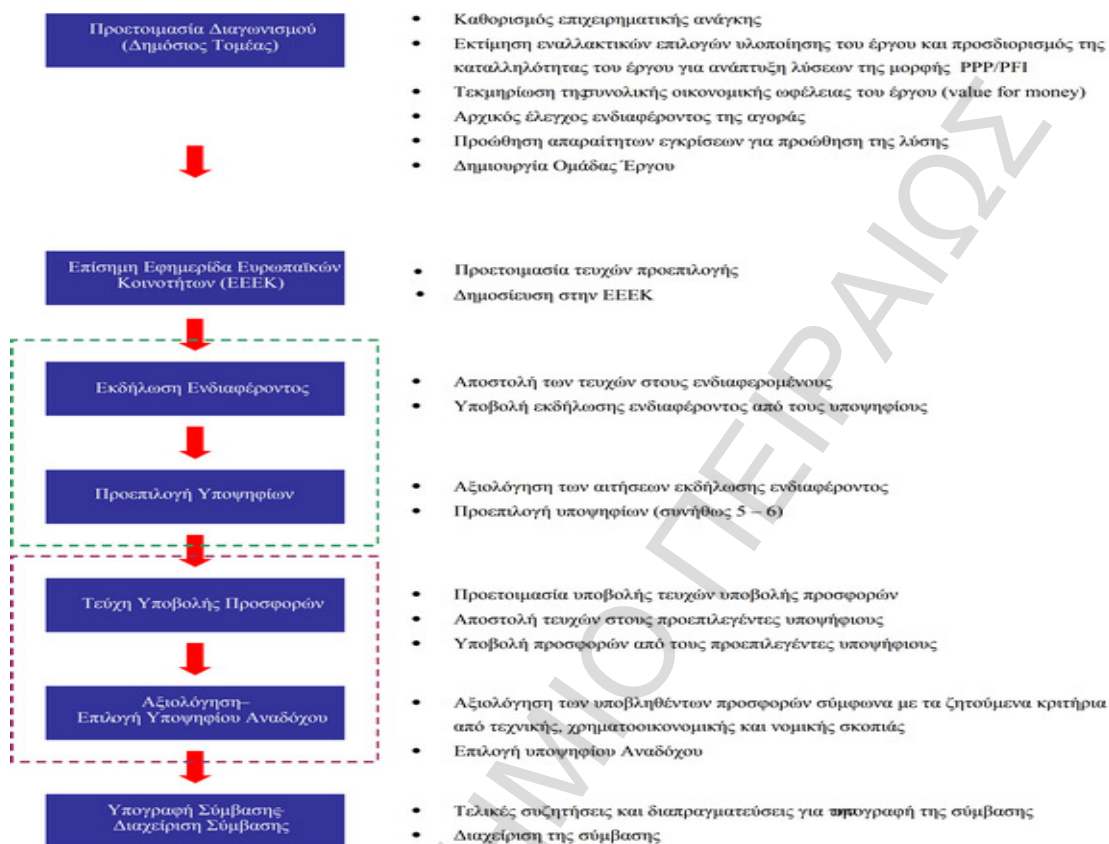 Προετοιμασία Διαγωνισμού
(Δημόσιος Τομέας)
• Καθορισμός επιχειρηματικής ανάγκης
• Εκτίμηση εναλλακτικών επιλογών υλοποίησης του έργου και προσδιορισμός της
καταλληλότητας του έργου για ανάπτυξη λύσεων της μορφής PPP/PFI
• Τεκμηρίωση της συνολικής οικονομικής ωφέλειας του έργου (value for money)
• Αρχικός έλεγχος ενδιαφέροντος της αγοράς
• Προώθηση απαραίτητων εγκρίσεων για προώθηση της λύσης
• Δημιουργία Ομάδας Έργου
Επίσημη Εφημερίδα Ευρωπαϊκών
Κοινοτήτων (ΕΕΕΚ)
• Προετοιμασία τευχών προεπιλογής
• Δημοσίευση στην ΕΕΕΚ
Εκδήλωση Ενδιαφέροντος
• Αποστολή των τευχών στους ενδιαφερομένους
• Υποβολή εκδήλωσης ενδιαφέροντος από τους υποψηφίους
Προεπιλογή Υποψηφίων
• Αξιολόγηση των αιτήσεων εκδήλωσης ενδιαφέροντος
• Προεπιλογή υποψηφίων (συνήθως 5 – 6)
Τεύχη Υποβολής Προσφορών
• Προετοιμασία υποβολής τευχών υποβολής προσφορών
• Αποστολή τευχών στους προεπιλεγέντες υποψήφιους
• Υποβολή προσφορών από τους προεπιλεγέντες υποψήφιους
Αξιολόγηση–
Επιλογή Υποψηφίου Αναδόχου
• Αξιολόγηση των υποβληθέντων προσφορών σύμφωνα με τα ζητούμενα κριτήρια
από τεχνικής, χρηματοοικονομικής και νομικής σκοπιάς
• Επιλογή υποψηφίου Αναδόχου
Υπογραφή Σύμβασης-
Διαχείριση Σύμβασης
• Τελικές συζητήσεις και διαπραγματεύσεις για την υπογραφή της σύμβασης
• Διαχείριση της σύμβασης
ΗΜΙΟ ΠΕΙΡΑΙΩΣ